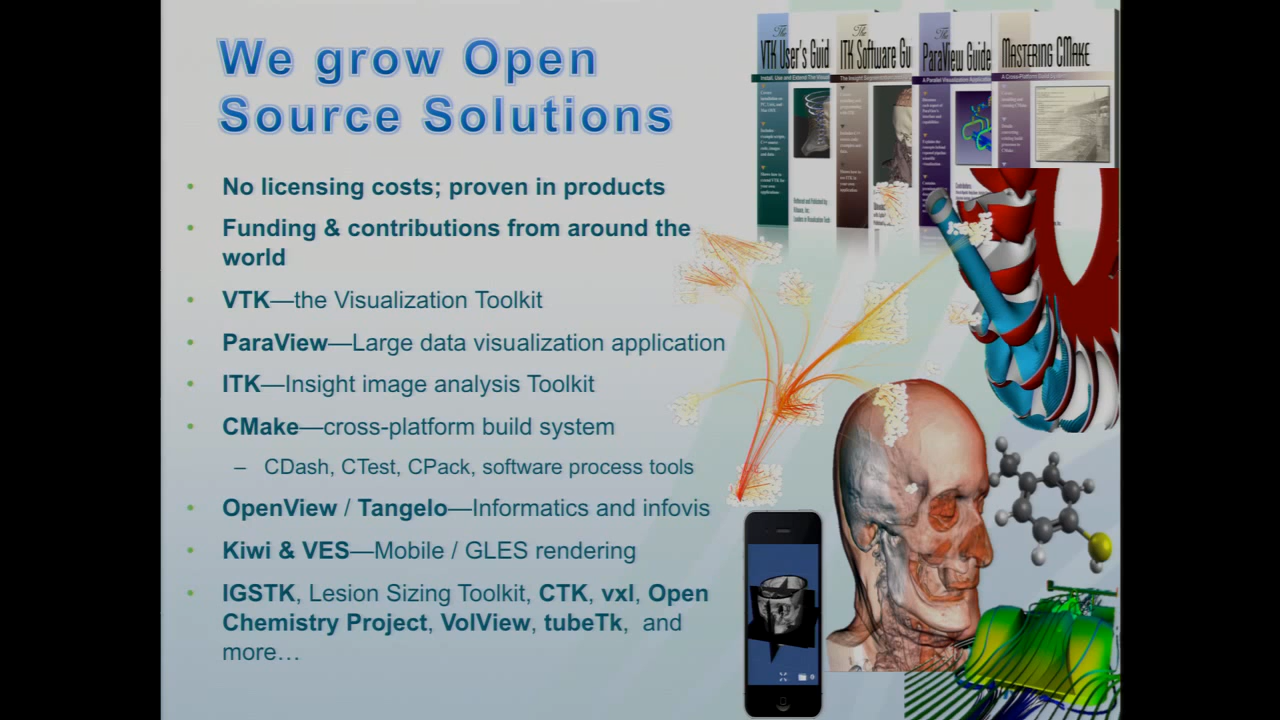 We grow Open
Source Solutions
• No licensing costs; proven in products
• Funding & contributions from around the
world
• VTK—the Visualization Toolkit
• ParaView—Large data visualization application
• ITK—Insight image analysis Toolkit
• CMake—cross-platform build system
– CDash, CTest, CPack, software process tools
• OpenView / Tangelo—Informatics and infovis
• Kiwi & VES—Mobile / GLES rendering
• IGSTK, Lesion Sizing Toolkit, CTK, vxl, Open
Chemistry Project, VolView, tubeTk, and
more…
The
VTK User's Guid
The
ITK Software Gu
The
ParaView Guide
MASTERING CMAKE